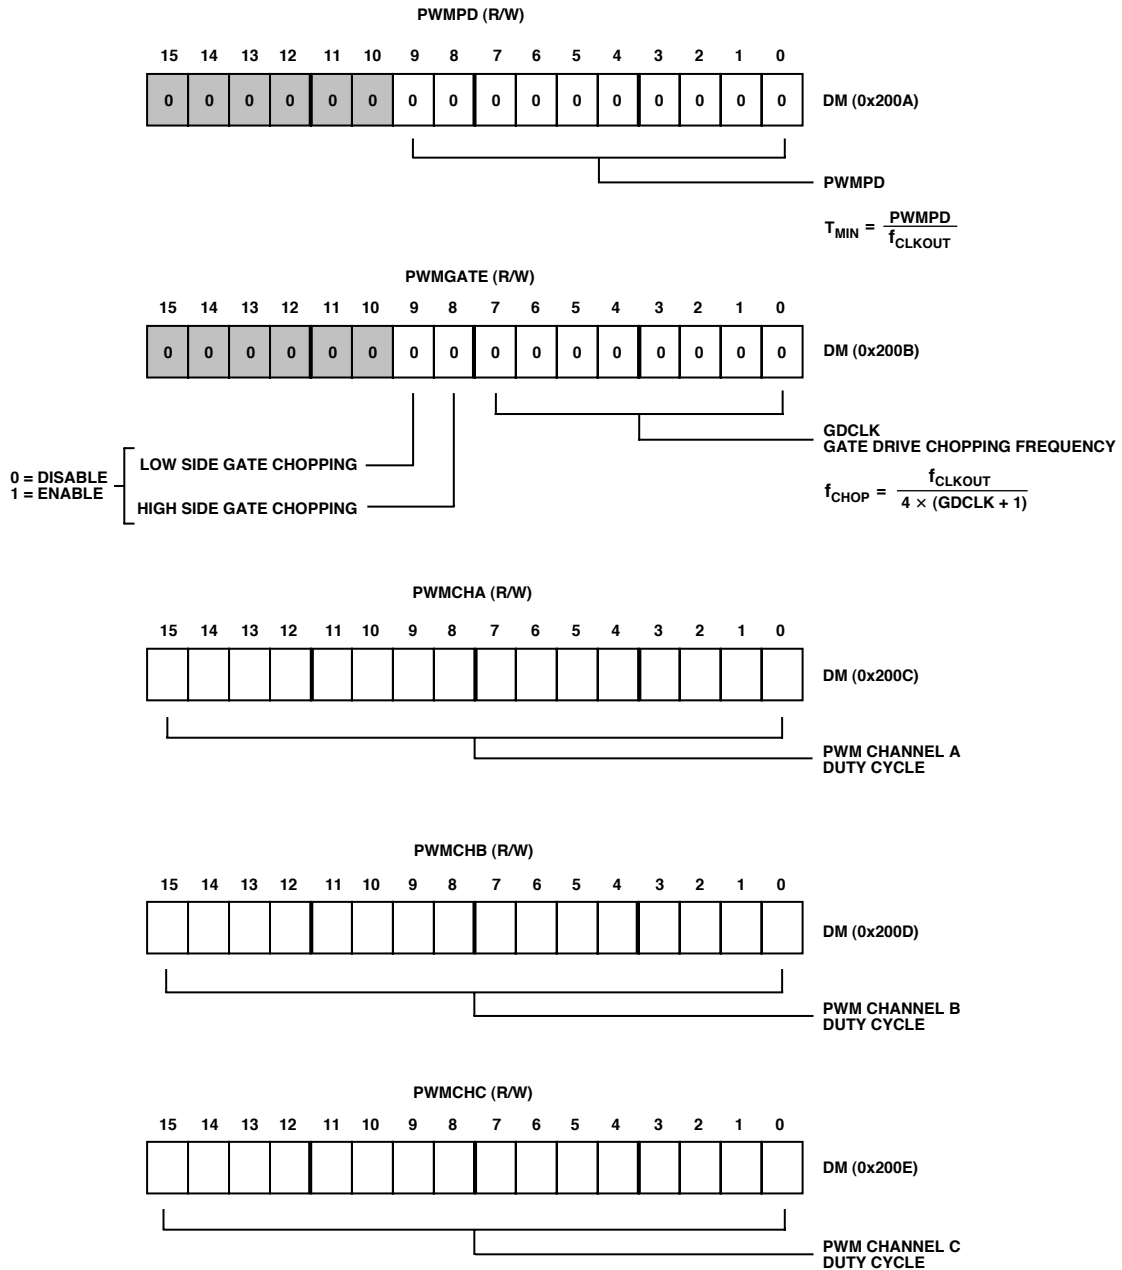 PWMPD (R/W)
15 14 13 12 11 10 9 8 7 6 5 4 3 2 1 0
0 0 0 0 0 0 0 0 0 0 0 0 0 0 0 0 DM (0x200A)
PWMPD
T_MIN = PWMPD / f_CLKOUT
PWMGATE (R/W)
15 14 13 12 11 10 9 8 7 6 5 4 3 2 1 0
0 0 0 0 0 0 0 0 0 0 0 0 0 0 0 0 DM (0x200B)
GDCLK
GATE DRIVE CHOPPING FREQUENCY
0 = DISABLE
1 = ENABLE
LOW SIDE GATE CHOPPING
HIGH SIDE GATE CHOPPING
f_CHOP = f_CLKOUT / 4 × (GDCLK + 1)
PWMCHA (R/W)
15 14 13 12 11 10 9 8 7 6 5 4 3 2 1 0
DM (0x200C)
PWM CHANNEL A
DUTY CYCLE
PWMCHB (R/W)
15 14 13 12 11 10 9 8 7 6 5 4 3 2 1 0
DM (0x200D)
PWM CHANNEL B
DUTY CYCLE
PWMCHC (R/W)
15 14 13 12 11 10 9 8 7 6 5 4 3 2 1 0
DM (0x200E)
PWM CHANNEL C
DUTY CYCLE